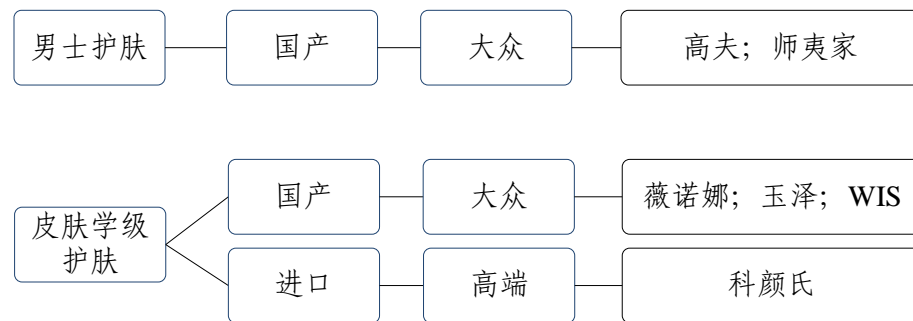 男士护肤
国产
大众
高夫；师夷家
皮肤学级
护肤
国产
大众
薇诺娜；玉泽；WIS
进口
高端
科颜氏